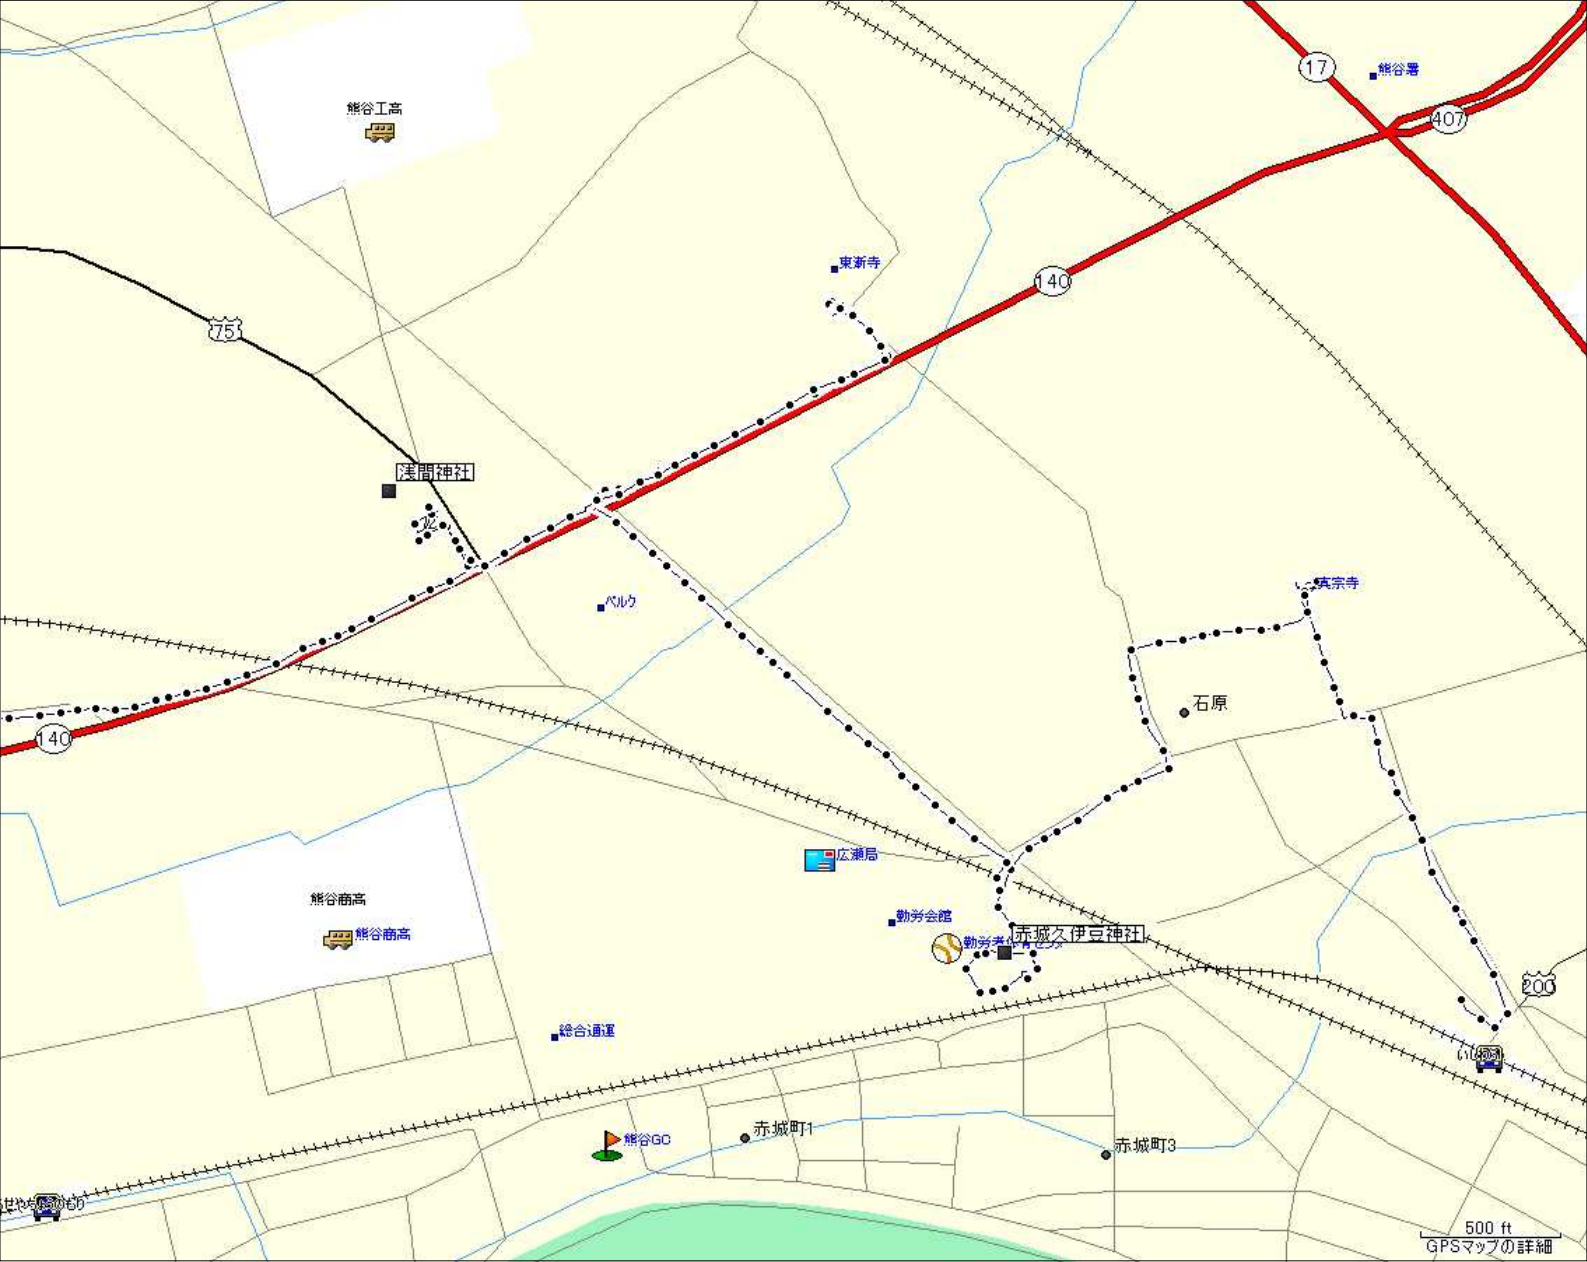 17
熊谷署
熊谷工高
407
東漸寺
140
75
浅間神社
真宗寺
ベルク
石原
140
広瀬局
熊谷商高
勤労会館
熊谷商高
赤城久伊豆神社
200
総合通運
赤城町1
熊谷GC
赤城町3
500 ft
GPSマップの詳細